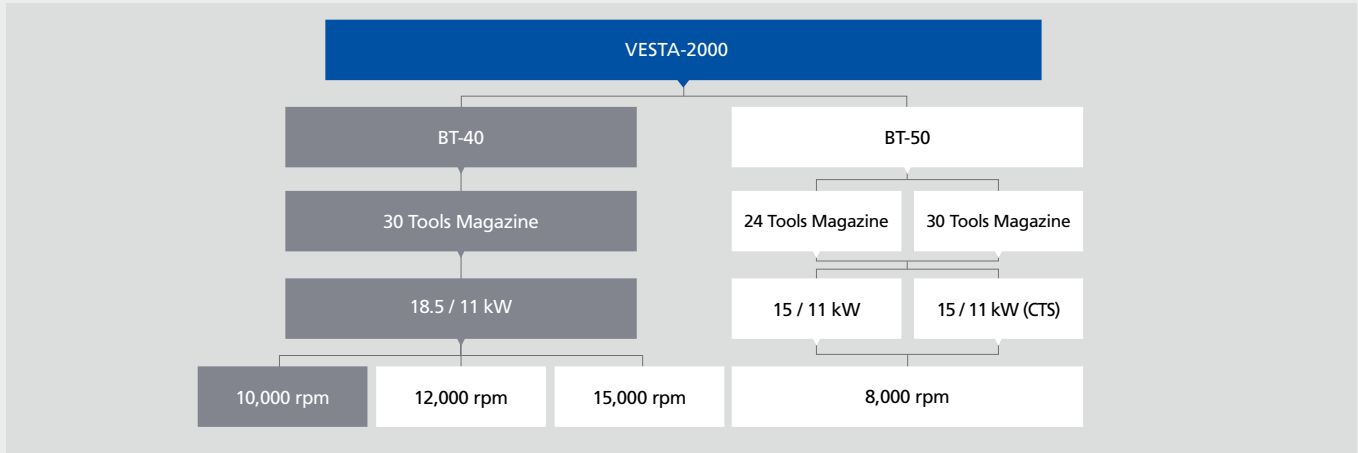 VESTA-2000
BT-40
BT-50
30 Tools Magazine
24 Tools Magazine
30 Tools Magazine
18.5 / 11 kW
15 / 11 kW
15 / 11 kW (CTS)
10,000 rpm
12,000 rpm
15,000 rpm
8,000 rpm